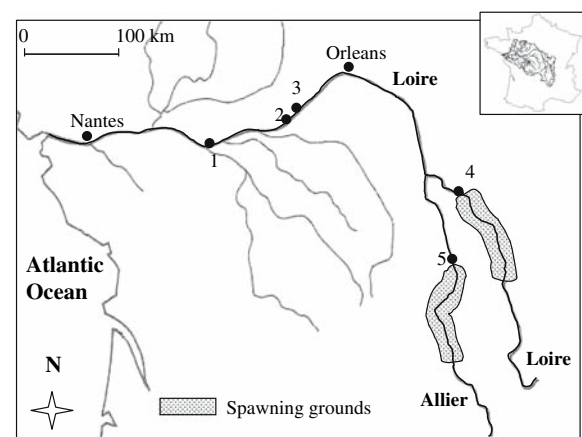 0 100 km
Orleans
Loire
3
Nantes
2
1
4
5
Atlantic
Ocean
N
Loire
Allier
Spawning grounds